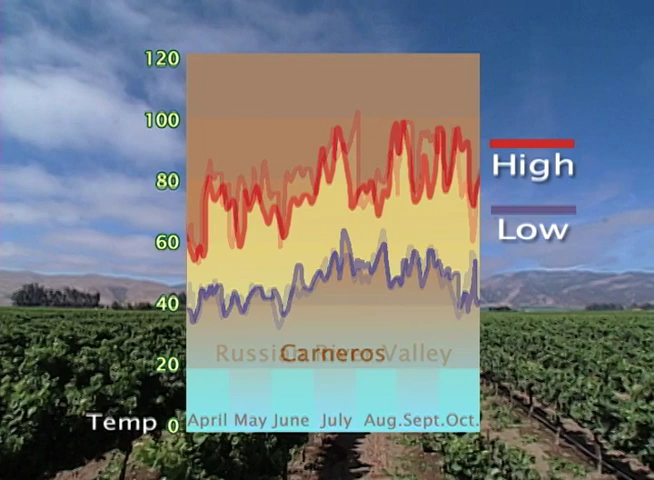 120
100
High
80
Low
60
40
Russian River Valley
Carneros
20
Temp 0 April May June July Aug. Sept. Oct.